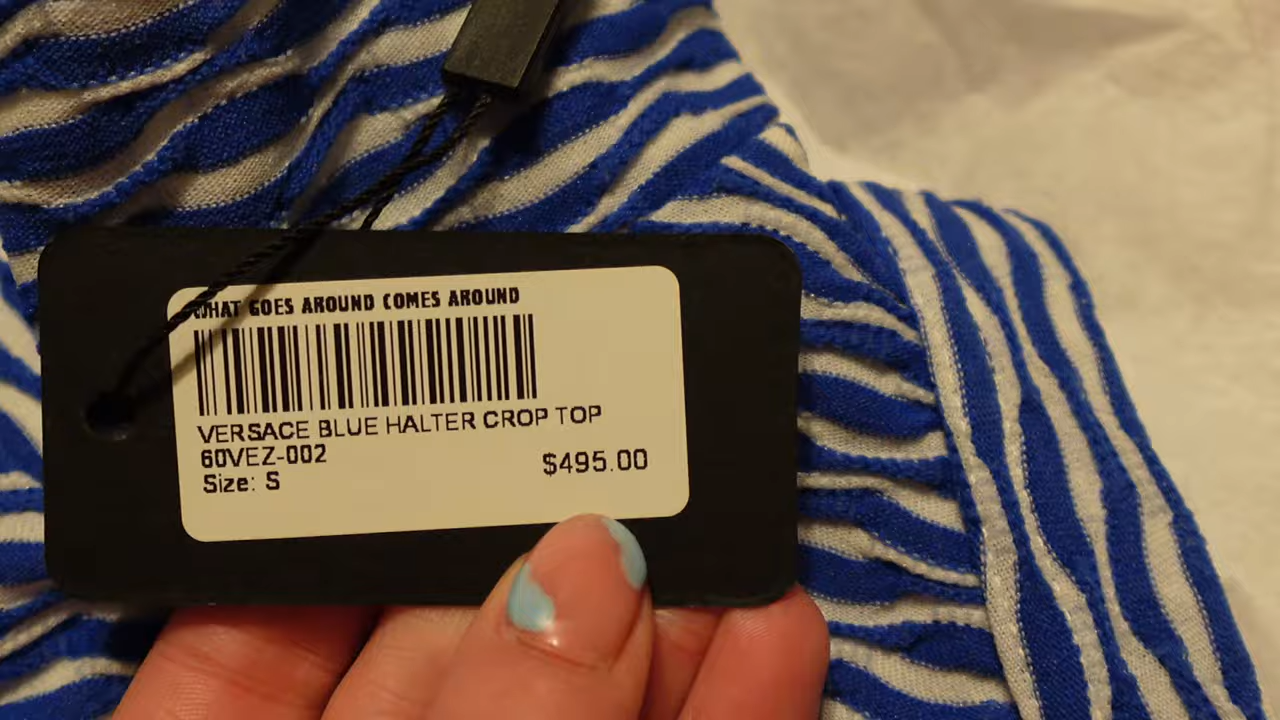 WHAT GOES AROUND COMES AROUND
VERSACE BLUE HALTER CROP TOP
60VEZ-002
$495.00
Size: S